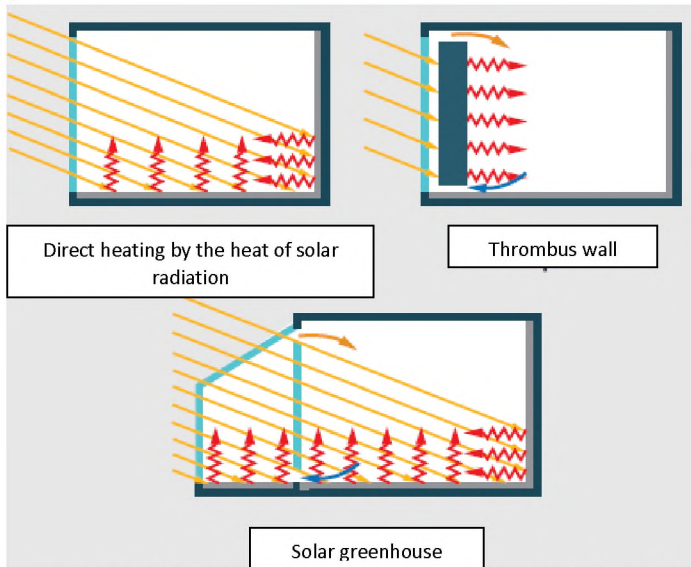 Direct heating by the heat of solar
radiation
Thrombus wall
Solar greenhouse